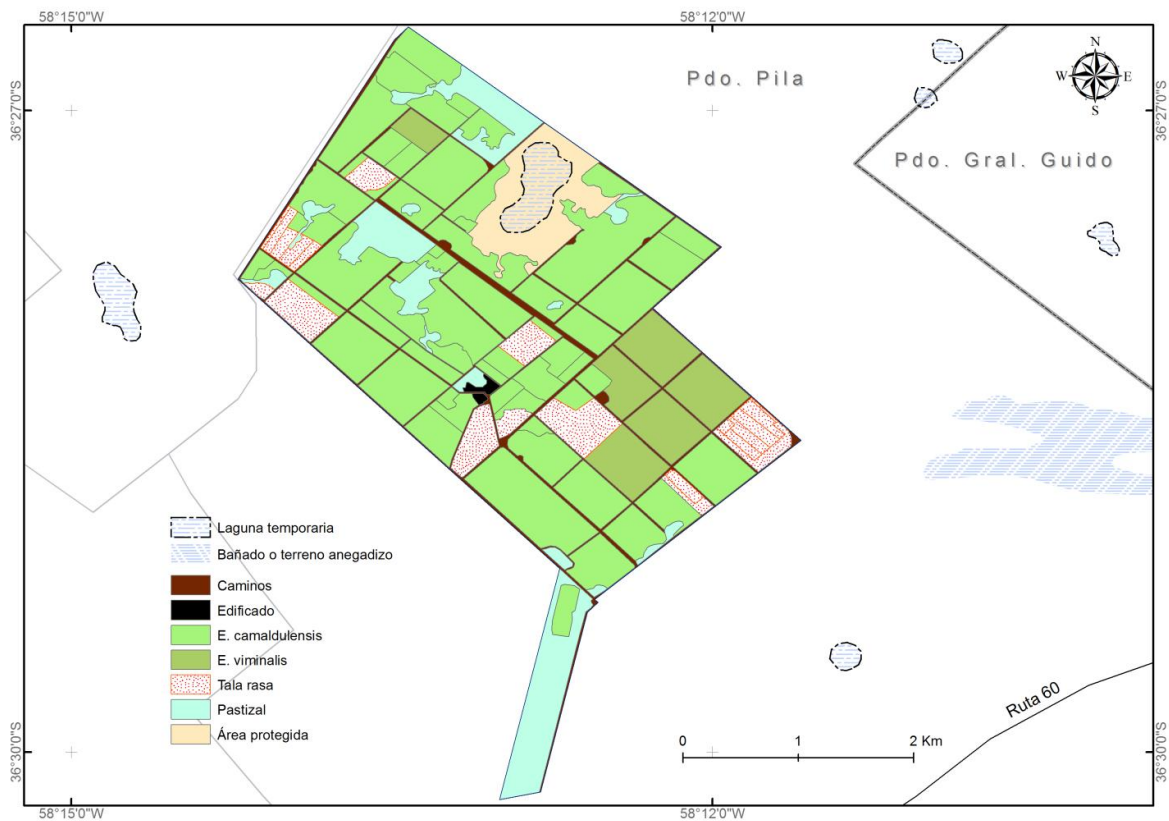 58°15'0"W
58°12'0"W
36°27'0"S
36°27'0"S
Pdo. Pila
N
W
E
S
Pdo. Gral. Guido
Laguna temporaria
Bañado o terreno anegadizo
Caminos
Edificado
E. camaldulensis
E. viminalis
Tala rasa
Pastizal
Área protegida
Ruta 60
0
1
2 Km
36°30'0"S
36°30'0"S
58°15'0"W
58°12'0"W